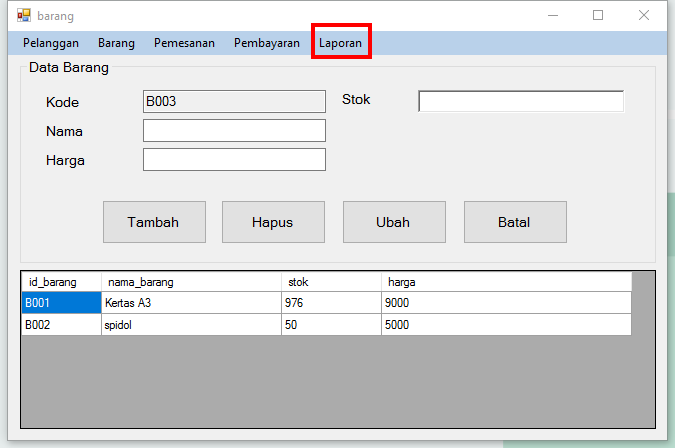 barang
Pelanggan Barang Pemesanan Pembayaran Laporan
Data Barang
Kode B003 Stok
Nama
Harga
Tambah Hapus Ubah Batal
id_barang nama_barang stok harga
B001 Kertas A3 976 9000
B002 spidol 50 5000